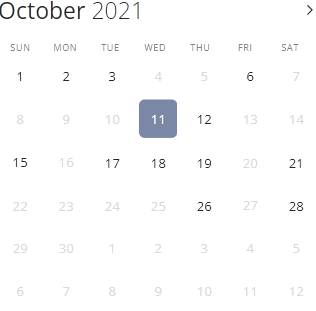 October 2021
SUN MON TUE WED THU FRI SAT
1 2 3 4 5 6 7
8 9 10 11 12 13 14
15 16 17 18 19 20 21
22 23 24 25 26 27 28
29 30 1 2 3 4 5
6 7 8 9 10 11 12